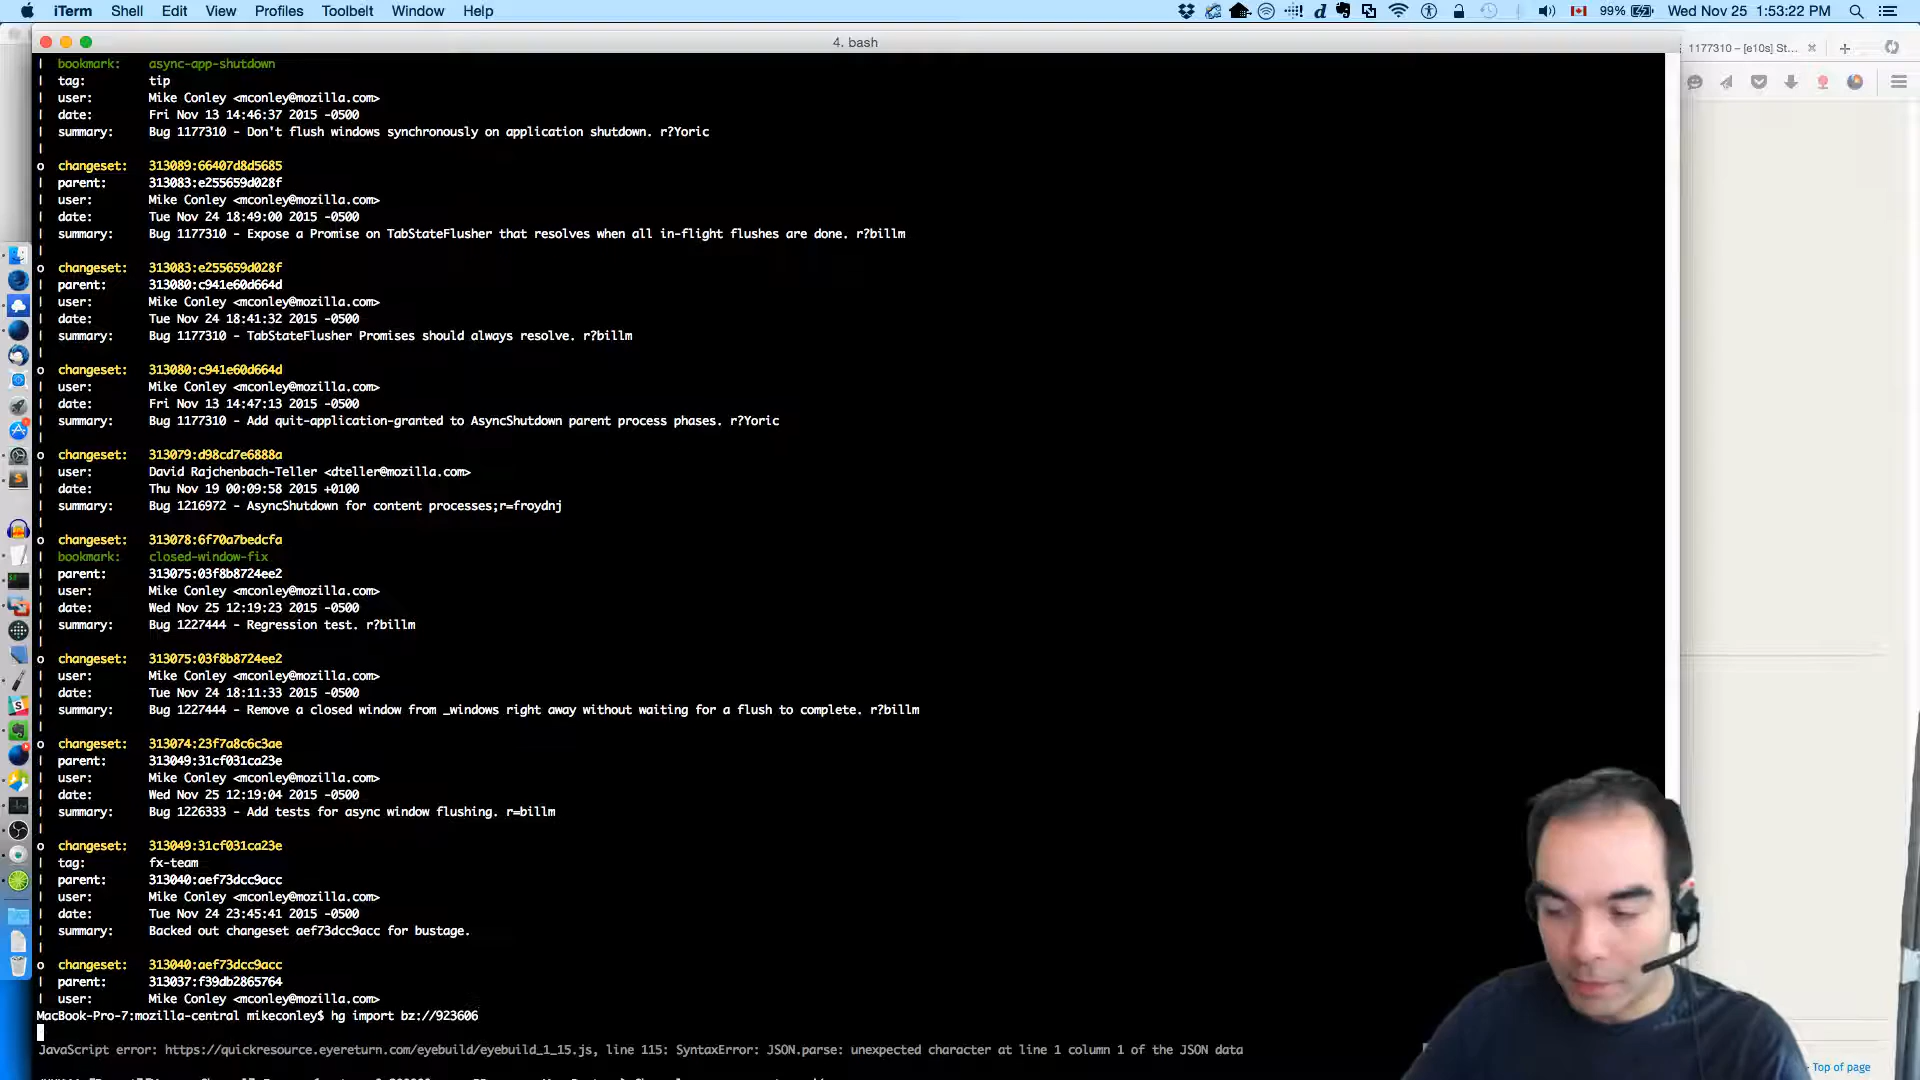 iTerm Shell Edit View Profiles Toolbelt Window Help 99% Wed Nov 25 1:53:22 PM
4. bash
1177310 – [e10s] St...
bookmark: async-app-shutdown
tag: tip
user: Mike Conley <mconley@mozilla.com>
date: Fri Nov 13 14:46:37 2015 -0500
summary: Bug 1177310 - Don't flush windows synchronously on application shutdown. r?Yoric
o changeset: 313089:66407d8d5685
parent: 313083:e255659d028f
user: Mike Conley <mconley@mozilla.com>
date: Tue Nov 24 18:49:00 2015 -0500
summary: Bug 1177310 - Expose a Promise on TabStateFlusher that resolves when all in-flight flushes are done. r?billm
o changeset: 313083:e255659d028f
parent: 313080:c941e60d664d
user: Mike Conley <mconley@mozilla.com>
date: Tue Nov 24 18:41:32 2015 -0500
summary: Bug 1177310 - TabStateFlusher Promises should always resolve. r?billm
o changeset: 313080:c941e60d664d
user: Mike Conley <mconley@mozilla.com>
date: Fri Nov 13 14:47:13 2015 -0500
summary: Bug 1177310 - Add quit-application-granted to AsyncShutdown parent process phases. r?Yoric
o changeset: 313079:d98cd7e6888a
user: David Rajchenbach-Teller <dteller@mozilla.com>
date: Thu Nov 19 00:09:58 2015 +0100
summary: Bug 1216972 - AsyncShutdown for content processes;r=froydnj
o changeset: 313078:6f70a7bedcfa
bookmark: closed-window-fix
parent: 313075:03f8b8724ee2
user: Mike Conley <mconley@mozilla.com>
date: Wed Nov 25 12:19:23 2015 -0500
summary: Bug 1227444 - Regression test. r?billm
o changeset: 313075:03f8b8724ee2
user: Mike Conley <mconley@mozilla.com>
date: Tue Nov 24 18:11:33 2015 -0500
summary: Bug 1227444 - Remove a closed window from _windows right away without waiting for a flush to complete. r?billm
o changeset: 313074:23f7a8c6c3ae
parent: 313049:31cf031ca23e
user: Mike Conley <mconley@mozilla.com>
date: Wed Nov 25 12:19:04 2015 -0500
summary: Bug 1226333 - Add tests for async window flushing. r=billm
o changeset: 313049:31cf031ca23e
tag: fx-team
parent: 313040:aef73dcc9acc
user: Mike Conley <mconley@mozilla.com>
date: Tue Nov 24 23:45:41 2015 -0500
summary: Backed out changeset aef73dcc9acc for bustage.
o changeset: 313040:aef73dcc9acc
parent: 313037:f39db2865764
user: Mike Conley <mconley@mozilla.com>
MacBook-Pro-7:mozilla-central mikeconley$ hg import bz://923606
JavaScript error: https://quickresource.eyereturn.com/eyebuild/eyebuild_1_15.js, line 115: SyntaxError: JSON.parse: unexpected character at line 1 column 1 of the JSON data
Top of page